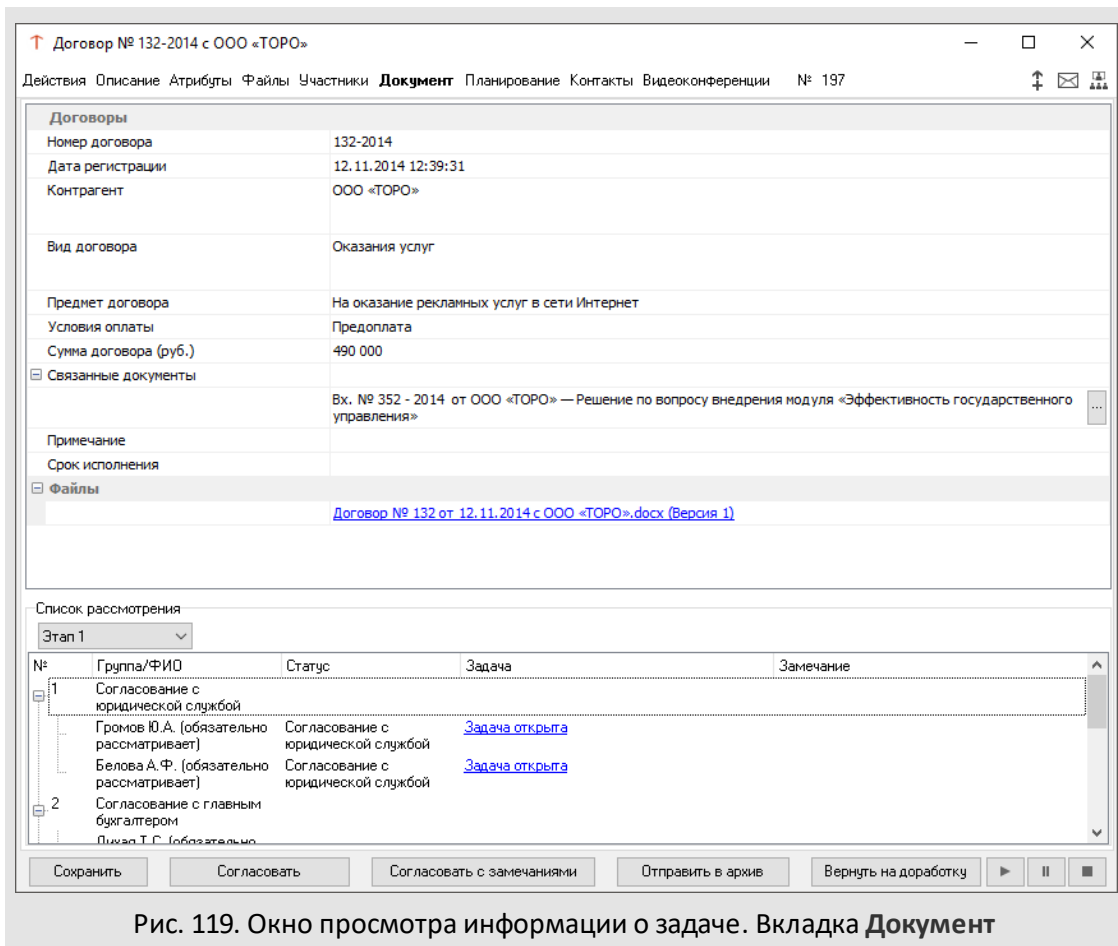 Договор № 132-2014 с ООО «ТОРО»
Действия Описание Атрибуты Файлы Участники Документ Планирование Контакты Видеоконференции № 197
Договоры
Номер договора 132-2014
Дата регистрации 12.11.2014 12:39:31
Контрагент ООО «ТОРО»
Вид договора Оказания услуг
Предмет договора На оказание рекламных услуг в сети Интернет
Условия оплаты Предоплата
Сумма договора (руб.) 490 000
Связанные документы
Вх. № 352 - 2014 от ООО «ТОРО» — Решение по вопросу внедрения модуля «Эффективность государственного
управления»
...
Примечание
Срок исполнения
Файлы
Договор № 132 от 12.11.2014 с ООО «ТОРО».docx (Версия 1)
Список рассмотрения
Этап 1
№ Группа/ФИО Статус Задача Замечание
1 Согласование с
юридической службой
Громов Ю.А. (обязательно Согласование с Задача открыта
рассматривает) юридической службой
Белова А.Ф. (обязательно Согласование с Задача открыта
рассматривает) юридической службой
2 Согласование с главным
бухгалтером
Т.С. (обязательно
Сохранить Согласовать Согласовать с замечаниями Отправить в архив Вернуть на доработку
Рис. 119. Окно просмотра информации о задаче. Вкладка Документ